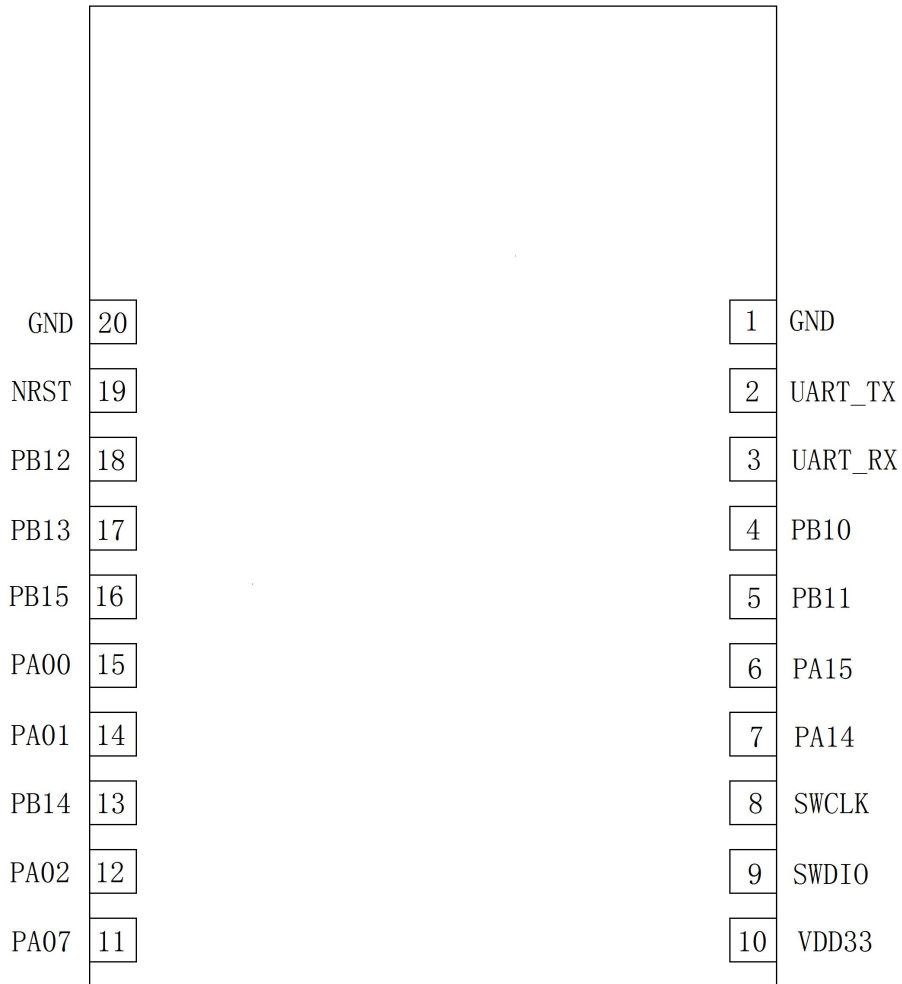 GND 20 1 GND
NRST 19 2 UART_TX
PB12 18 3 UART_RX
PB13 17 4 PB10
PB15 16 5 PB11
PA00 15 6 PA15
PA01 14 7 PA14
PB14 13 8 SWCLK
PA02 12 9 SWDIO
PA07 11 10 VDD33